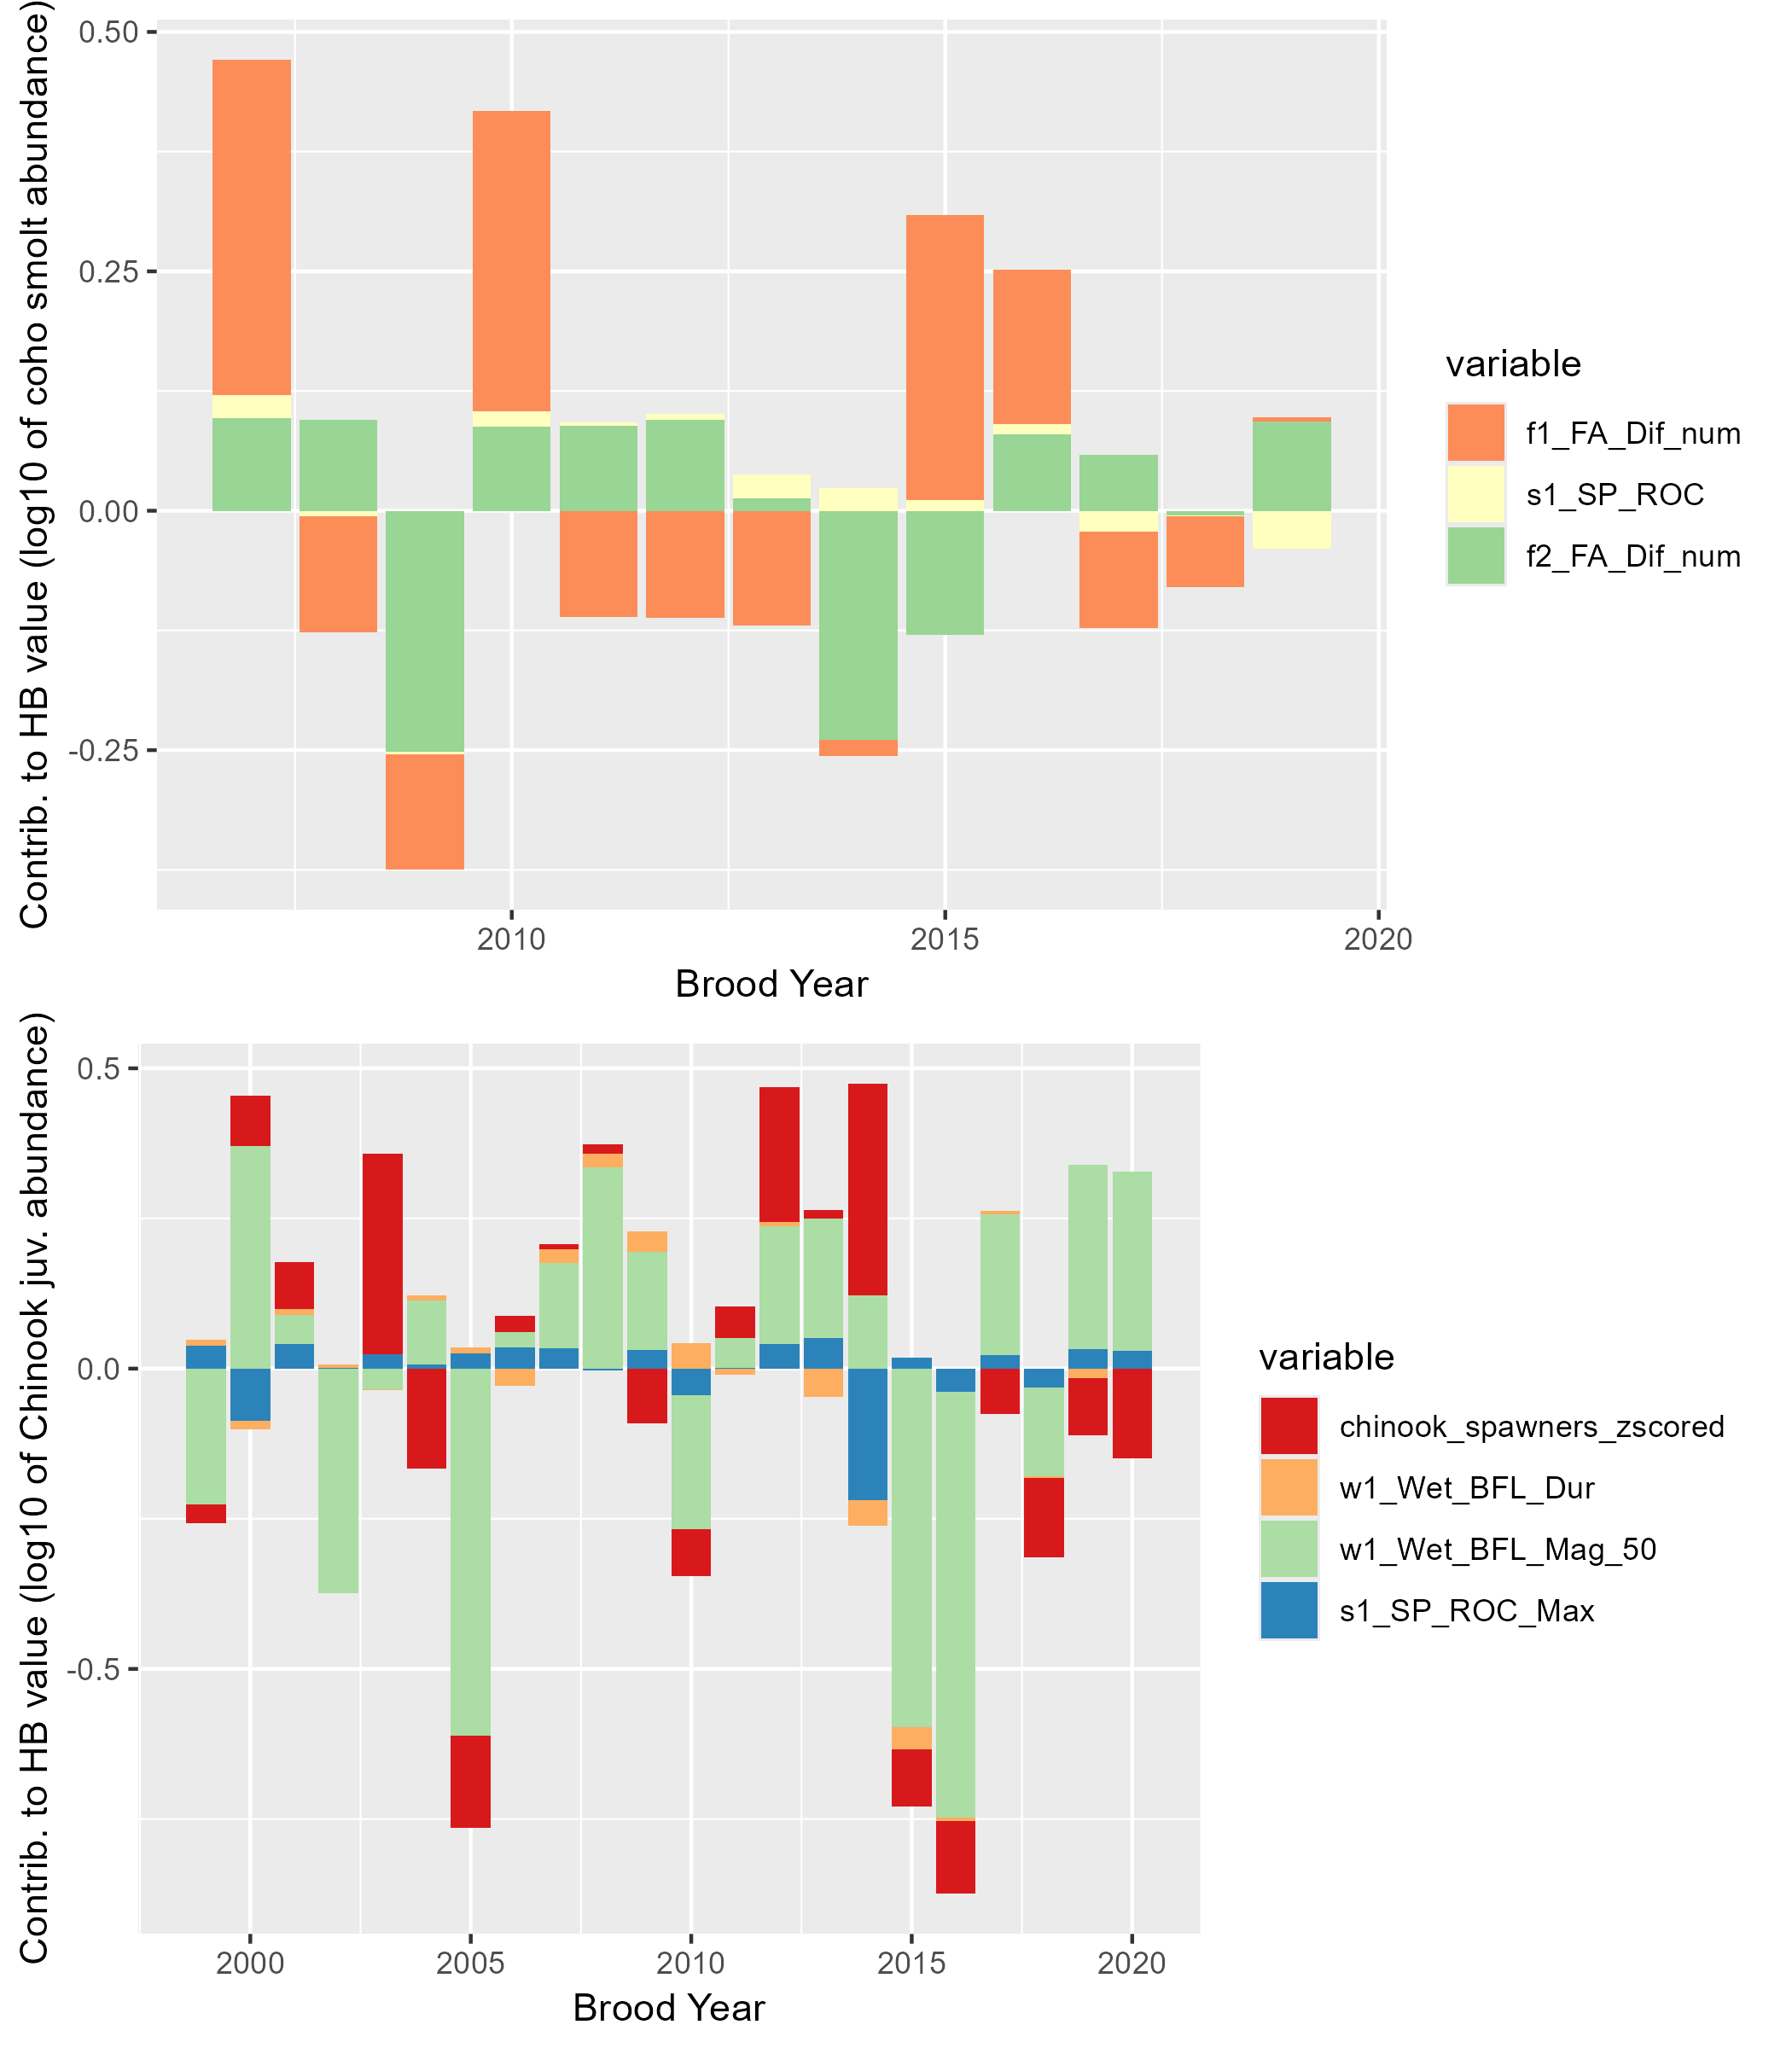 Contrib. to HB value (log10 of coho smolt abundance)
0.50
0.25
0.00
-0.25
2010
2015
2020
Brood Year
variable
f1_FA_Dif_num
s1_SP_ROC
f2_FA_Dif_num
Contrib. to HB value (log10 of Chinook juv. abundance)
0.5
0.0
-0.5
2000
2005
2010
2015
2020
Brood Year
variable
chinook_spawners_zscored
w1_Wet_BFL_Dur
w1_Wet_BFL_Mag_50
s1_SP_ROC_Max